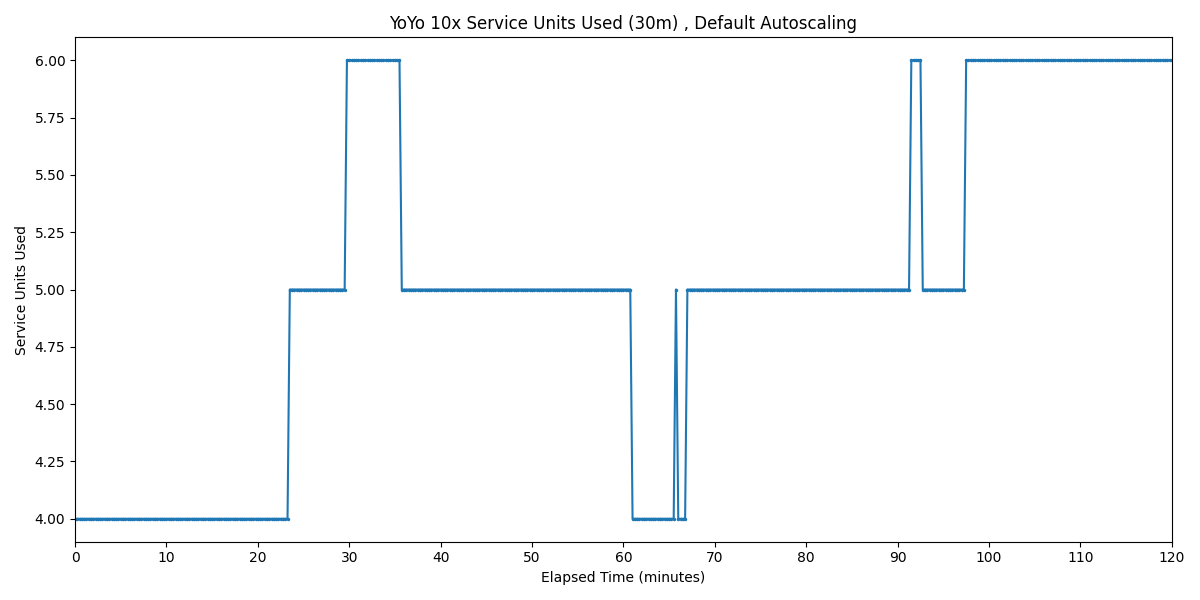 YoYo 10x Service Units Used (30m) , Default Autoscaling
6.00
5.75
5.50
5.25
5.00
4.75
4.50
4.25
4.00
Service Units Used
0 10 20 30 40 50 60 70 80 90 100 110 120
Elapsed Time (minutes)